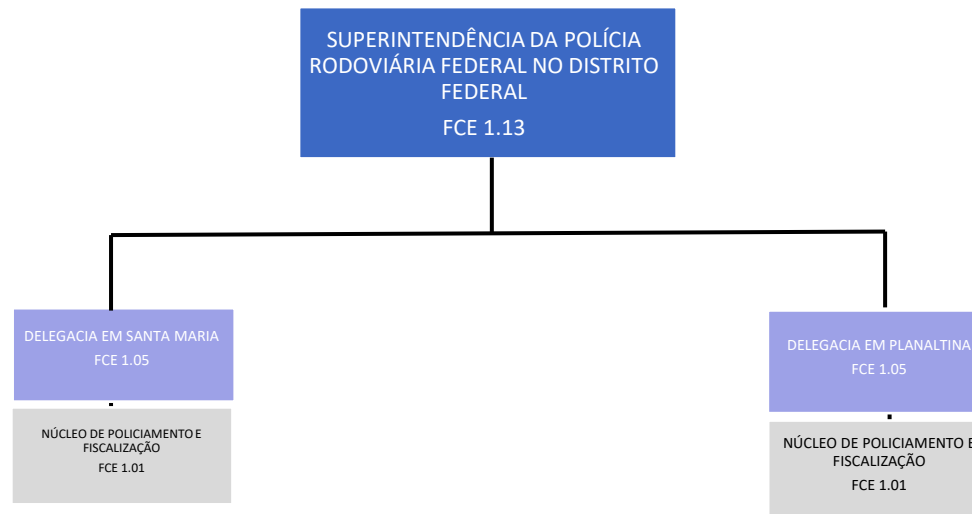 SUPERINTENDÊNCIA DA POLÍCIA
RODOVIÁRIA FEDERAL NO DISTRITO
FEDERAL
FCE 1.13
DELEGACIA EM SANTA MARIA
FCE 1.05
NÚCLEO DE POLICIAMENTO E
FISCALIZAÇÃO
FCE 1.01
DELEGACIA EM PLANALTINA
FCE 1.05
NÚCLEO DE POLICIAMENTO E
FISCALIZAÇÃO
FCE 1.01